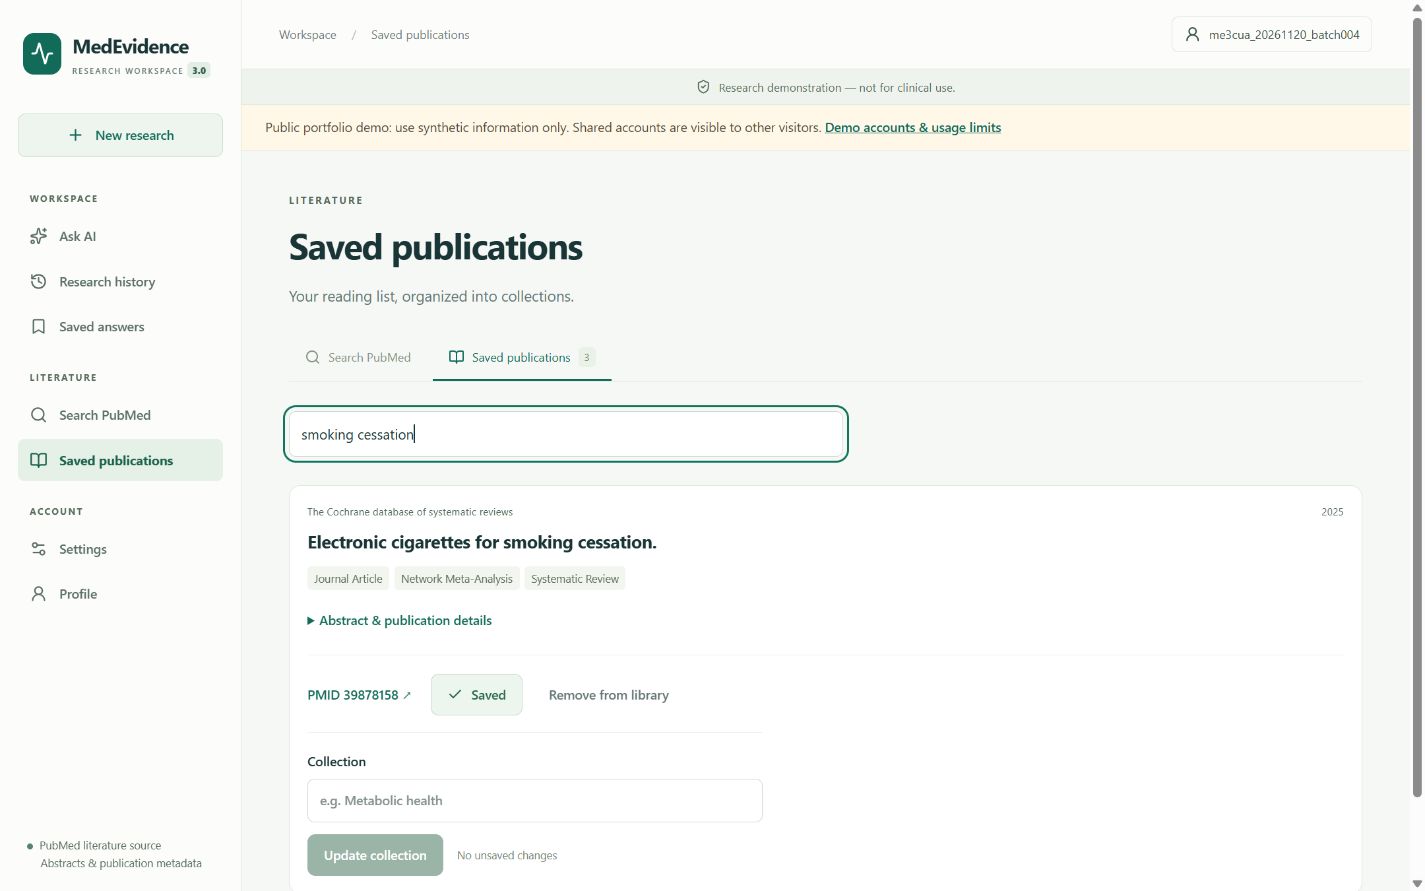 MedEvidence
RESEARCH WORKSPACE 3.0
New research
WORKSPACE
Ask AI
Research history
Saved answers
LITERATURE
Search PubMed
Saved publications
ACCOUNT
Settings
Profile
PubMed literature source
Abstracts & publication metadata
Workspace / Saved publications
me3cua_20261120_batch004
Research demonstration — not for clinical use.
Public portfolio demo: use synthetic information only. Shared accounts are visible to other visitors. Demo accounts & usage limits
LITERATURE
Saved publications
Your reading list, organized into collections.
Search PubMed
Saved publications 3
smoking cessation
The Cochrane database of systematic reviews 2025
Electronic cigarettes for smoking cessation.
Journal Article Network Meta-Analysis Systematic Review
Abstract & publication details
PMID 39878158 ↗ Saved Remove from library
Collection
e.g. Metabolic health
Update collection No unsaved changes